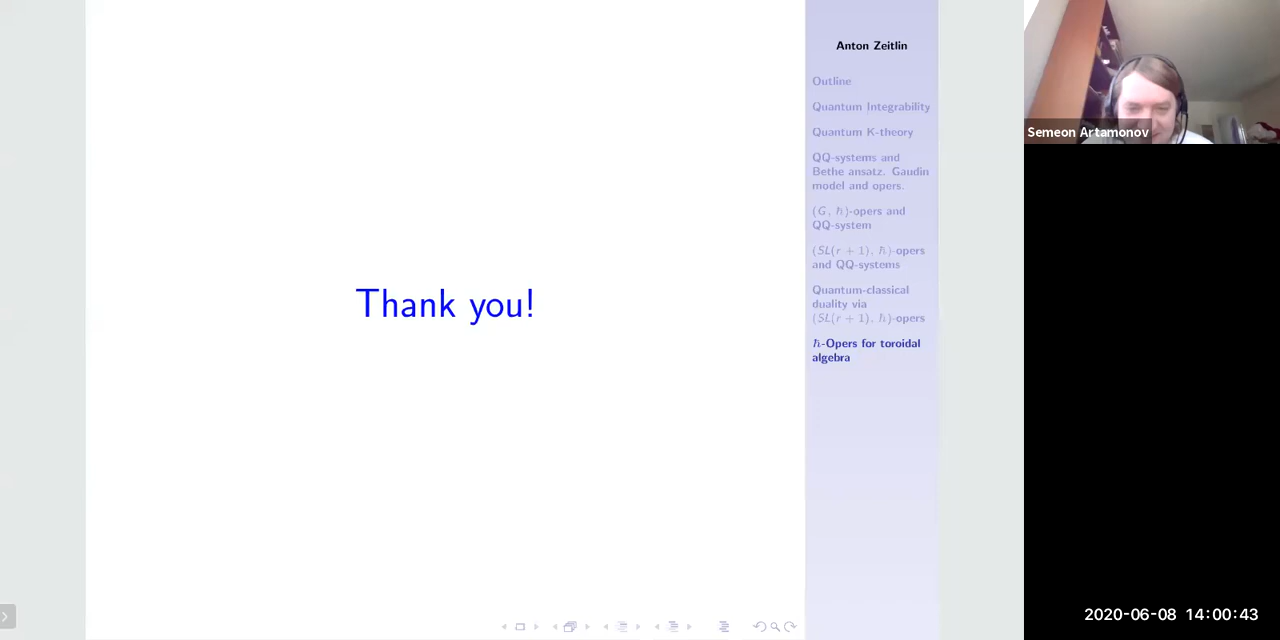 Thank you!
Anton Zeitlin
Outline
Quantum Integrability
Quantum K-theory
QQ-systems and
Bethe ansatz. Gaudin
model and opers.
(G, ℏ)-opers and
QQ-system
(SL(r + 1), ℏ)-opers
and QQ-systems
Quantum-classical
duality via
(SL(r + 1), ℏ)-opers
ℏ-Opers for toroidal
algebra
Semeon Artamonov
2020-06-08 14:00:43